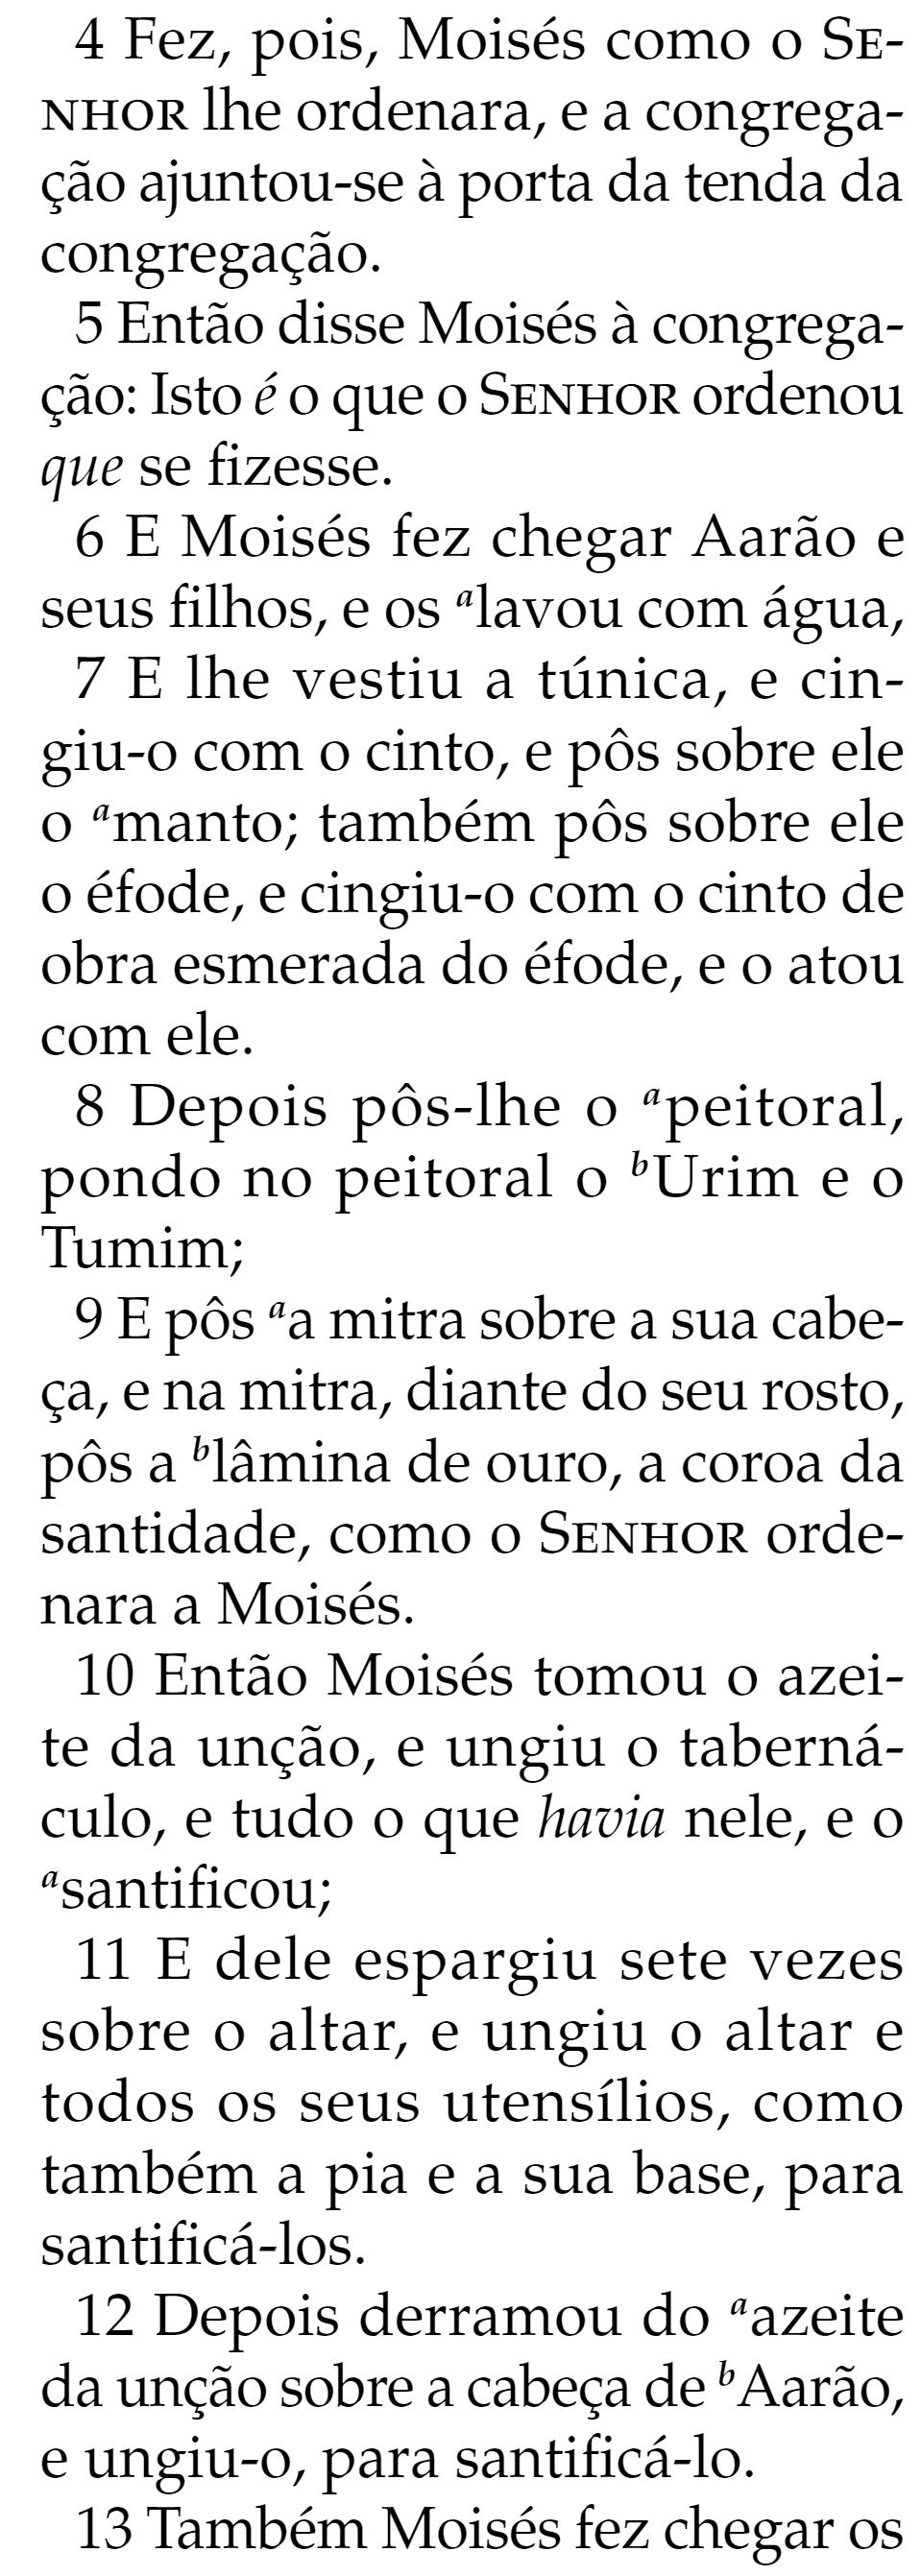 4 Fez, pois, Moisés como o SE-
NHOR lhe ordenara, e a congrega-
ção ajuntou-se à porta da tenda da
congregação.
5 Então disse Moisés à congrega-
ção: Isto é o que o SENHOR ordenou
que se fizesse.
6 E Moisés fez chegar Aarão e
seus filhos, e os ᵃlavou com água,
7 E lhe vestiu a túnica, e cin-
giu-o com o cinto, e pôs sobre ele
o ᵃmanto; também pôs sobre ele
o éfode, e cingiu-o com o cinto de
obra esmerada do éfode, e o atou
com ele.
8 Depois pôs-lhe o ᵃpeitoral,
pondo no peitoral o ᵇUrim e o
Tumim;
9 E pôs ᵃa mitra sobre a sua cabe-
ça, e na mitra, diante do seu rosto,
pôs a ᵇlâmina de ouro, a coroa da
santidade, como o SENHOR orde-
nara a Moisés.
10 Então Moisés tomou o azei-
te da unção, e ungiu o taberná-
culo, e tudo o que havia nele, e o
ᵃsantificou;
11 E dele espargiu sete vezes
sobre o altar, e ungiu o altar e
todos os seus utensílios, como
também a pia e a sua base, para
santificá-los.
12 Depois derramou do ᵃazeite
da unção sobre a cabeça de ᵇAarão,
e ungiu-o, para santificá-lo.
13 Também Moisés fez chegar os